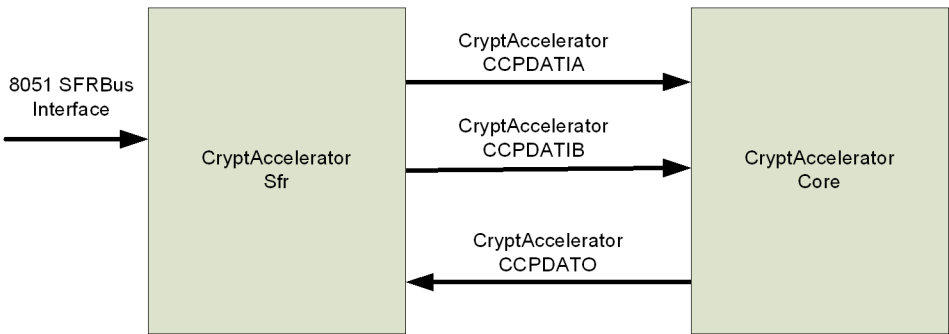 8051 SFRBus
Interface
CryptAccelerator
Sfr
CryptAccelerator
CCPDATIA
CryptAccelerator
CCPDATIB
CryptAccelerator
CCPDATO
CryptAccelerator
Core